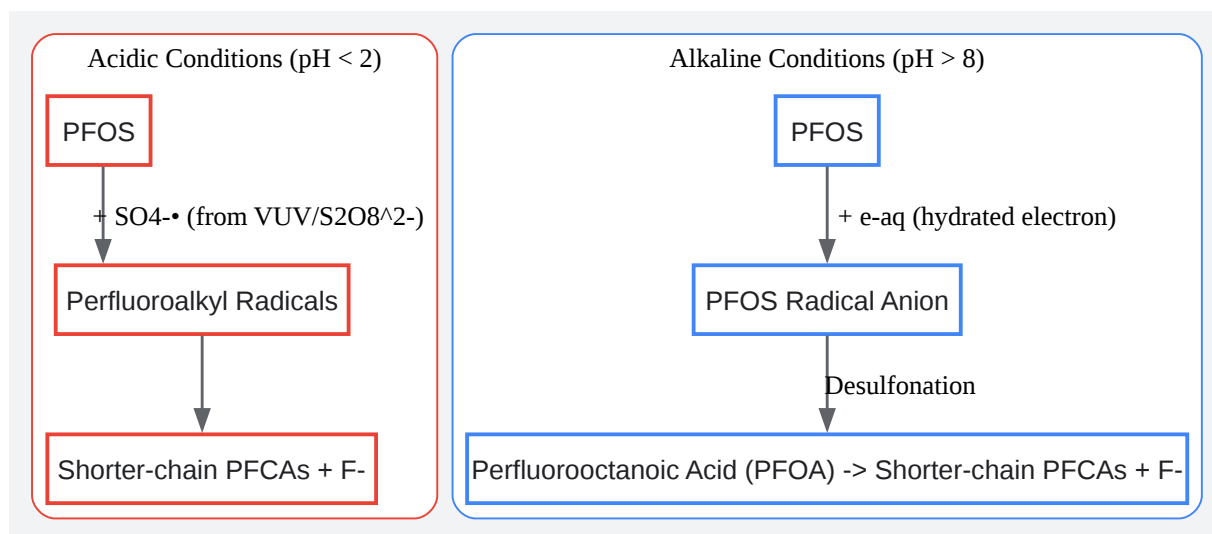 Acidic Conditions (pH < 2)
PFOS
+ SO4-• (from VUV/S2O8^2-)
Perfluoroalkyl Radicals
Shorter-chain PFCAs + F-
Alkaline Conditions (pH > 8)
PFOS
+ e-aq (hydrated electron)
PFOS Radical Anion
Desulfonation
Perfluorooctanoic Acid (PFOA) -> Shorter-chain PFCAs + F-